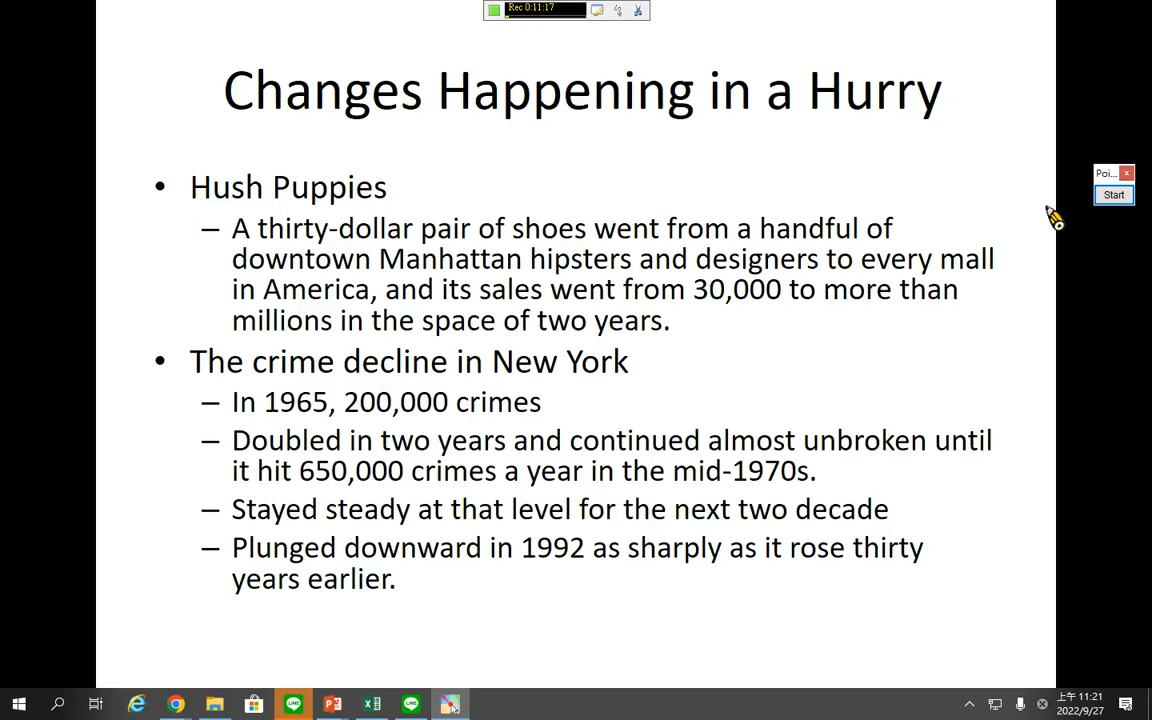 Rec 0:11:17
Changes Happening in a Hurry
Poi...
Start
• Hush Puppies
– A thirty-dollar pair of shoes went from a handful of
downtown Manhattan hipsters and designers to every mall
in America, and its sales went from 30,000 to more than
millions in the space of two years.
• The crime decline in New York
– In 1965, 200,000 crimes
– Doubled in two years and continued almost unbroken until
it hit 650,000 crimes a year in the mid-1970s.
– Stayed steady at that level for the next two decade
– Plunged downward in 1992 as sharply as it rose thirty
years earlier.
上午 11:21
2022/9/27